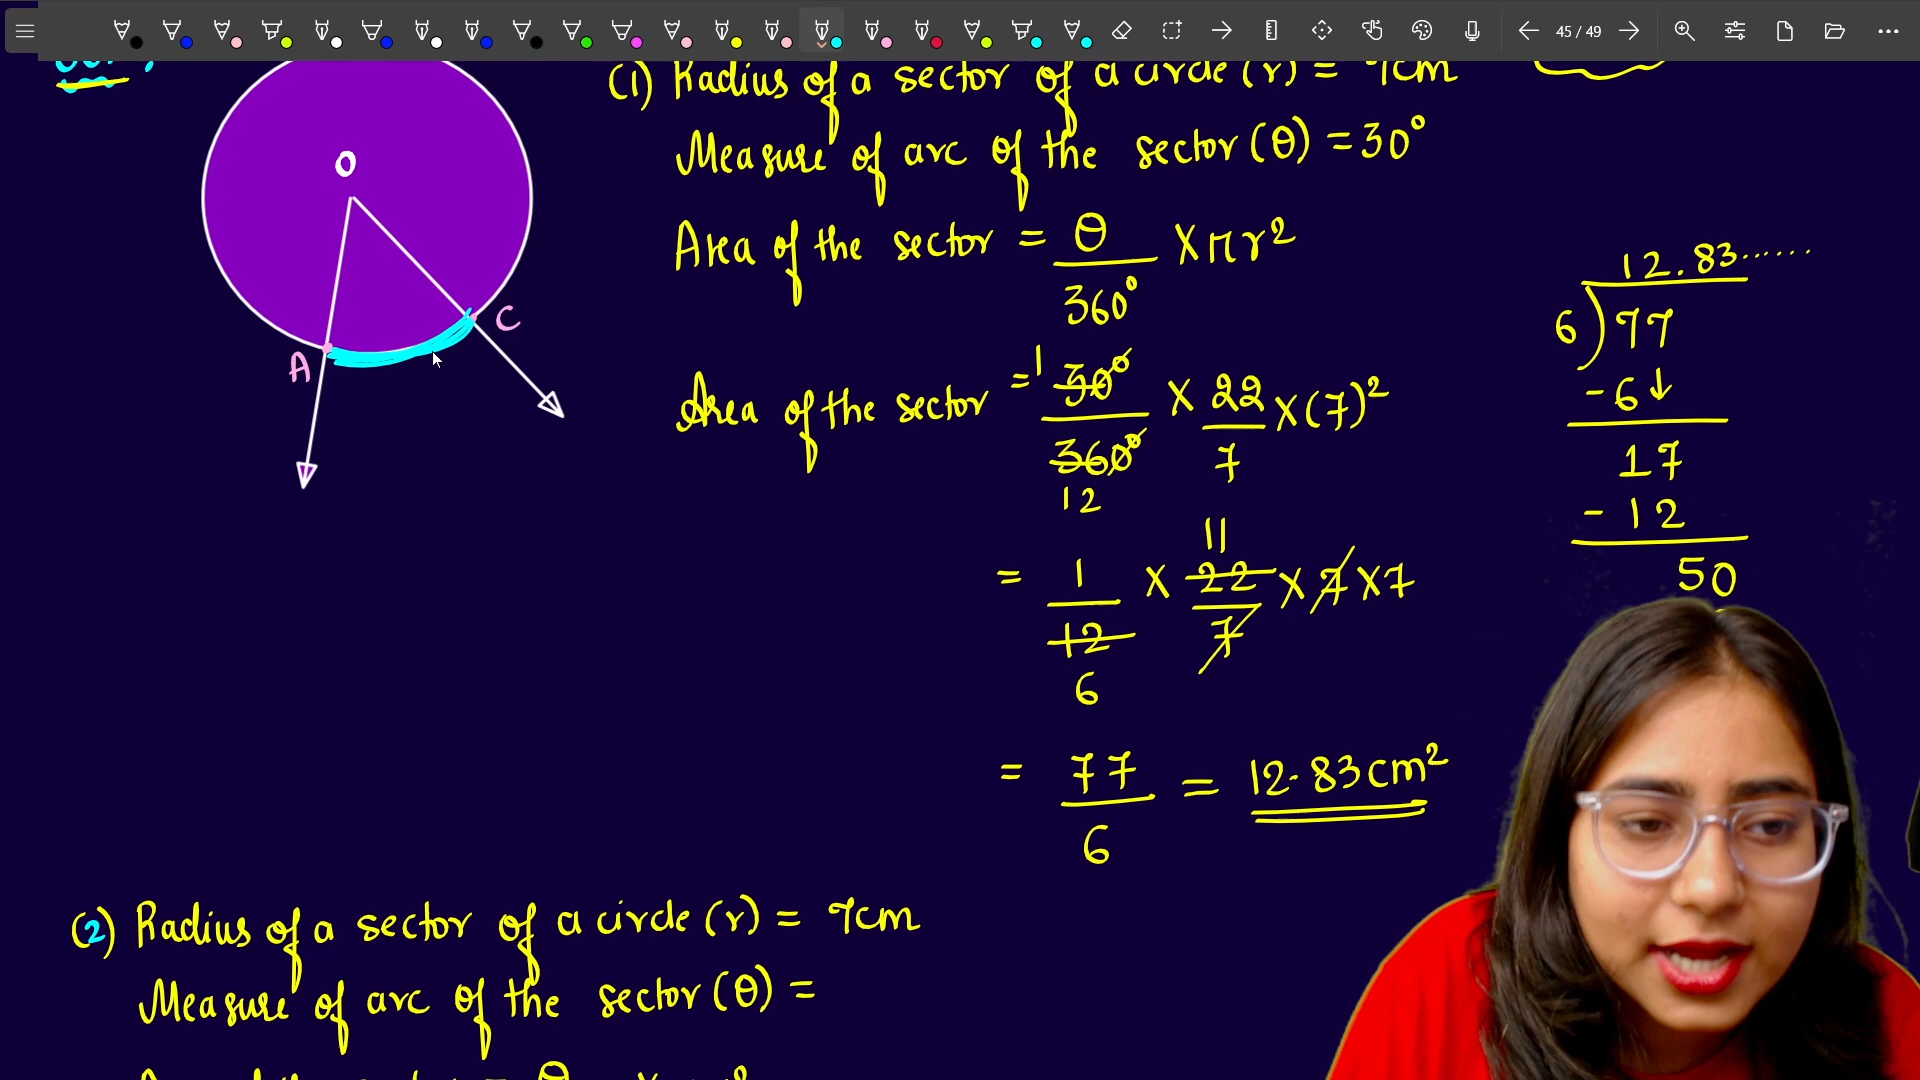 45 / 49
Soln :
(1) Radius of a sector of a circle (r) = 7cm
Measure of arc of the sector (θ) = 30°
O
Area of the sector = θ/360° × πr²
A
C
Area of the sector = 1 30°/360° 12 × 22/7 × (7)²
= 1/12 6 × 11 22/7 × 7 × 7
= 77/6 = 12.83cm²
12.83......
6)77
-6↓
17
-12
50
(2) Radius of a sector of a circle (r) = 7cm
Measure of arc of the sector (θ) =